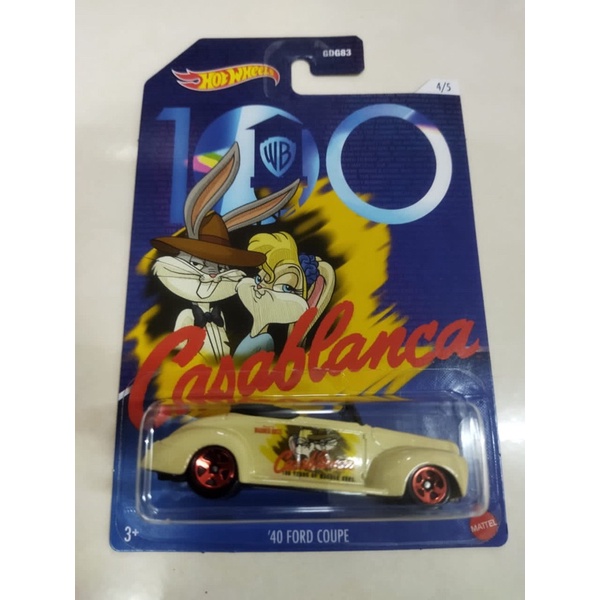 HOT WHEELS
GDG83
4/5
100
WB
Casablanca
Casablanca
3+
'40 FORD COUPE
MATTEL